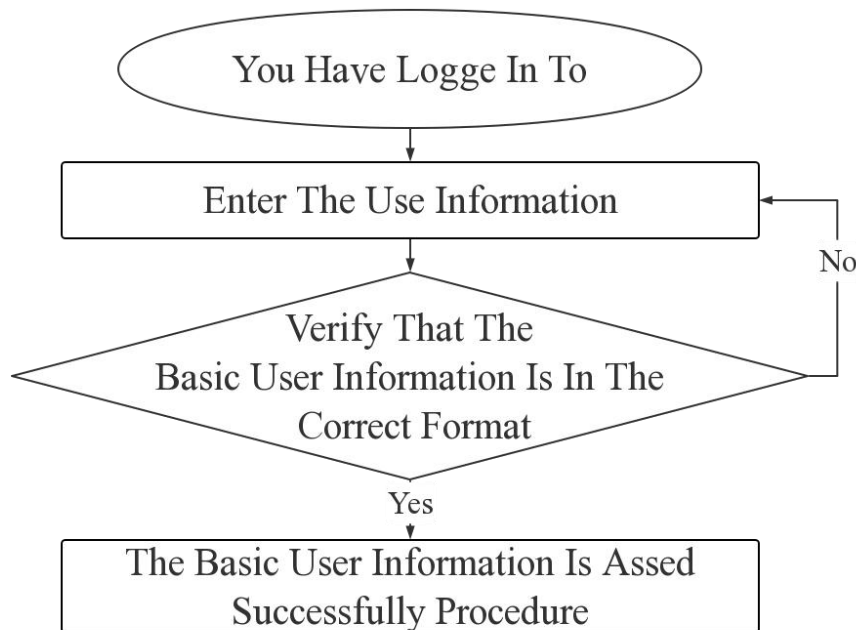 You Have Logge In To
Enter The Use Information
No
Verify That The
Basic User Information Is In The
Correct Format
Yes
The Basic User Information Is Assed
Successfully Procedure